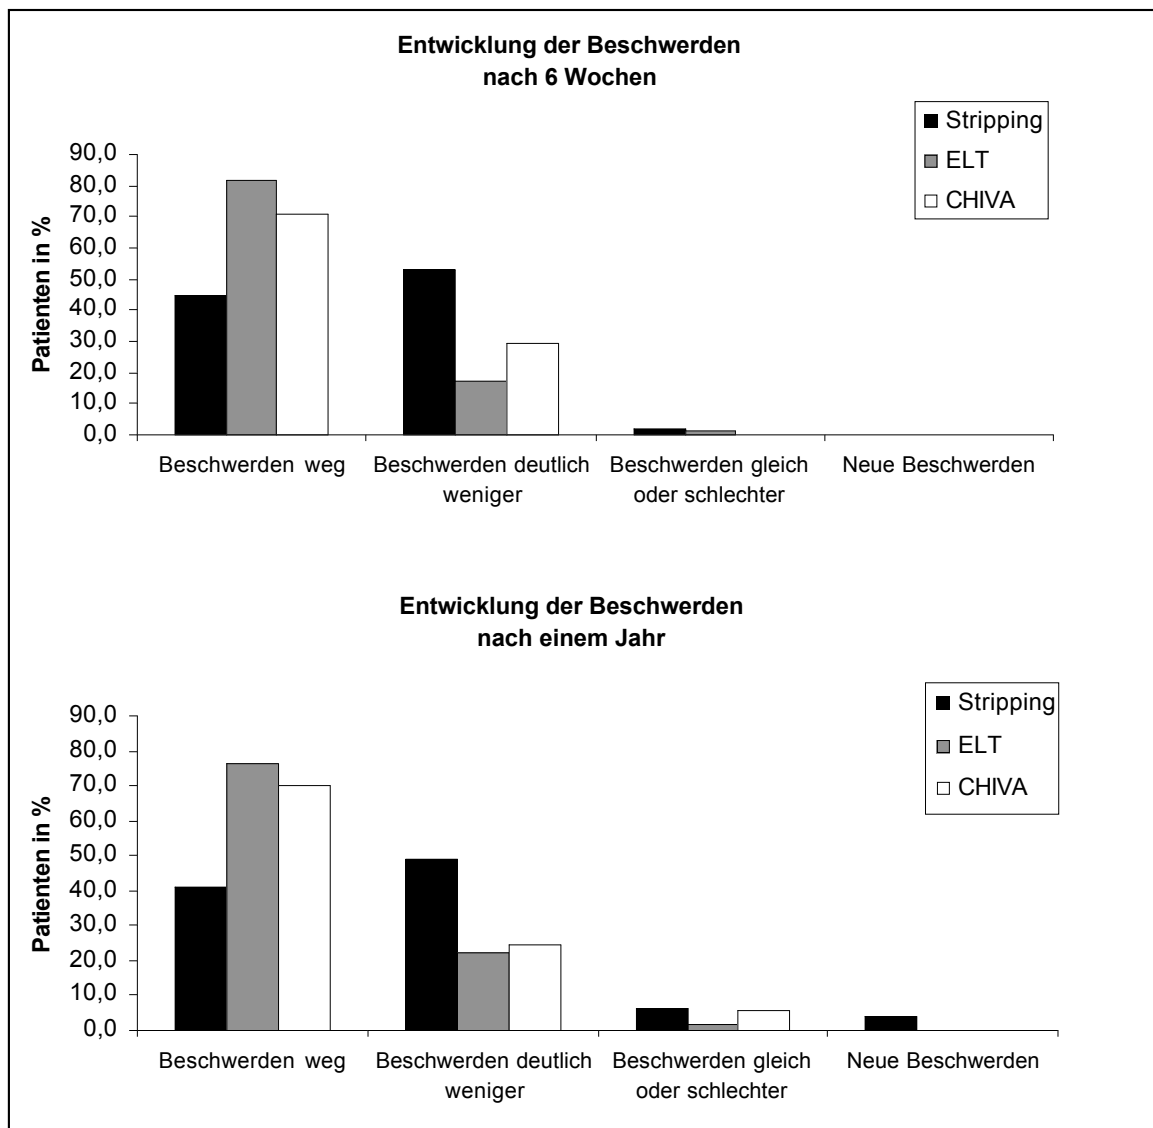 Entwicklung der Beschwerden
nach 6 Wochen
Stripping
ELT
CHIVA
Patienten in %
90,0
80,0
70,0
60,0
50,0
40,0
30,0
20,0
10,0
0,0
Beschwerden weg
Beschwerden deutlich
weniger
Beschwerden gleich
oder schlechter
Neue Beschwerden
Entwicklung der Beschwerden
nach einem Jahr
Stripping
ELT
CHIVA
Patienten in %
90,0
80,0
70,0
60,0
50,0
40,0
30,0
20,0
10,0
0,0
Beschwerden weg
Beschwerden deutlich
weniger
Beschwerden gleich
oder schlechter
Neue Beschwerden